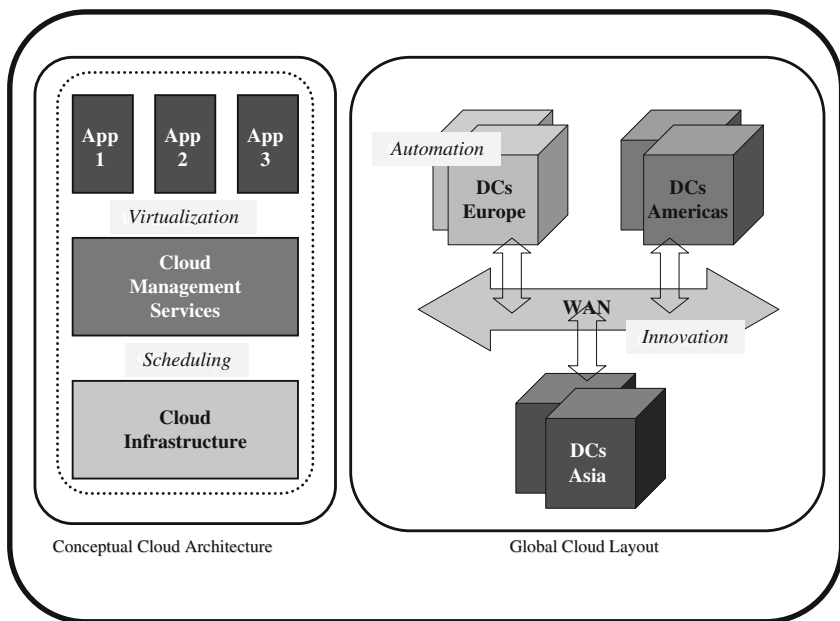 App
1
App
2
App
3
Virtualization
Cloud
Management
Services
Scheduling
Cloud
Infrastructure
Conceptual Cloud Architecture
Automation
DCs
Europe
DCs
Americas
WAN
Innovation
DCs
Asia
Global Cloud Layout